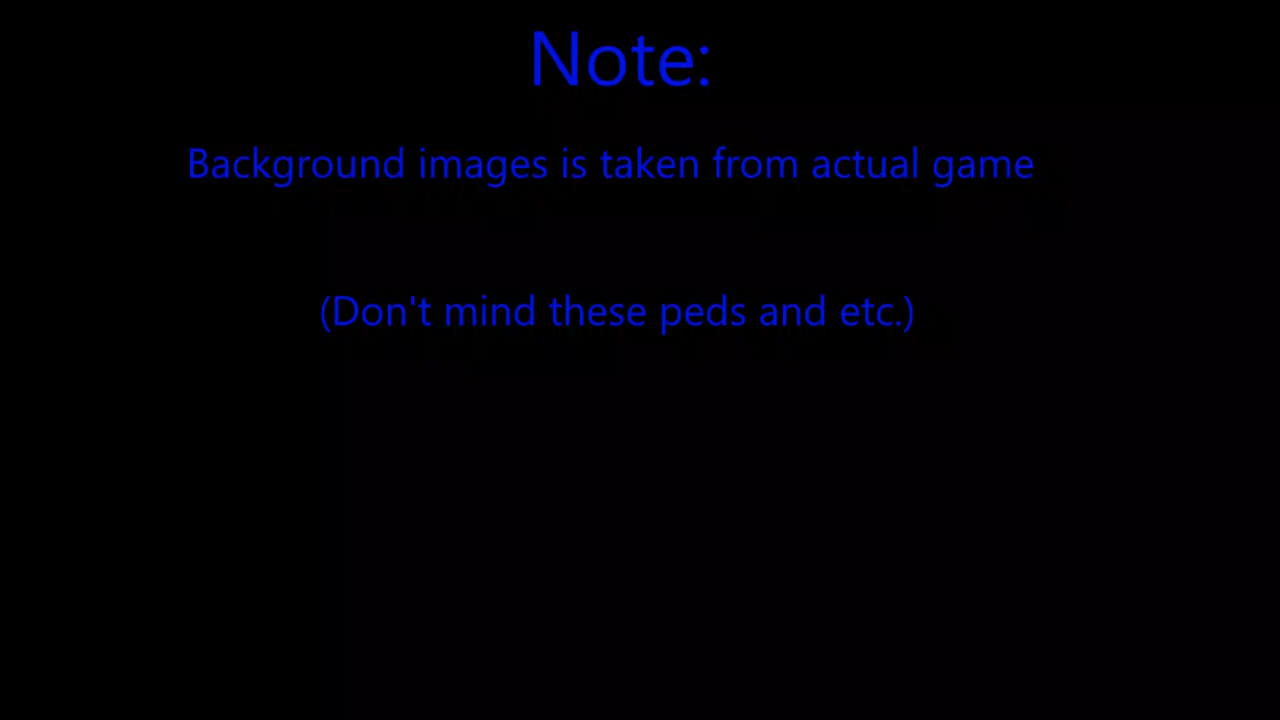 Note:
Background images is taken from actual game
(Don't mind these peds and etc.)